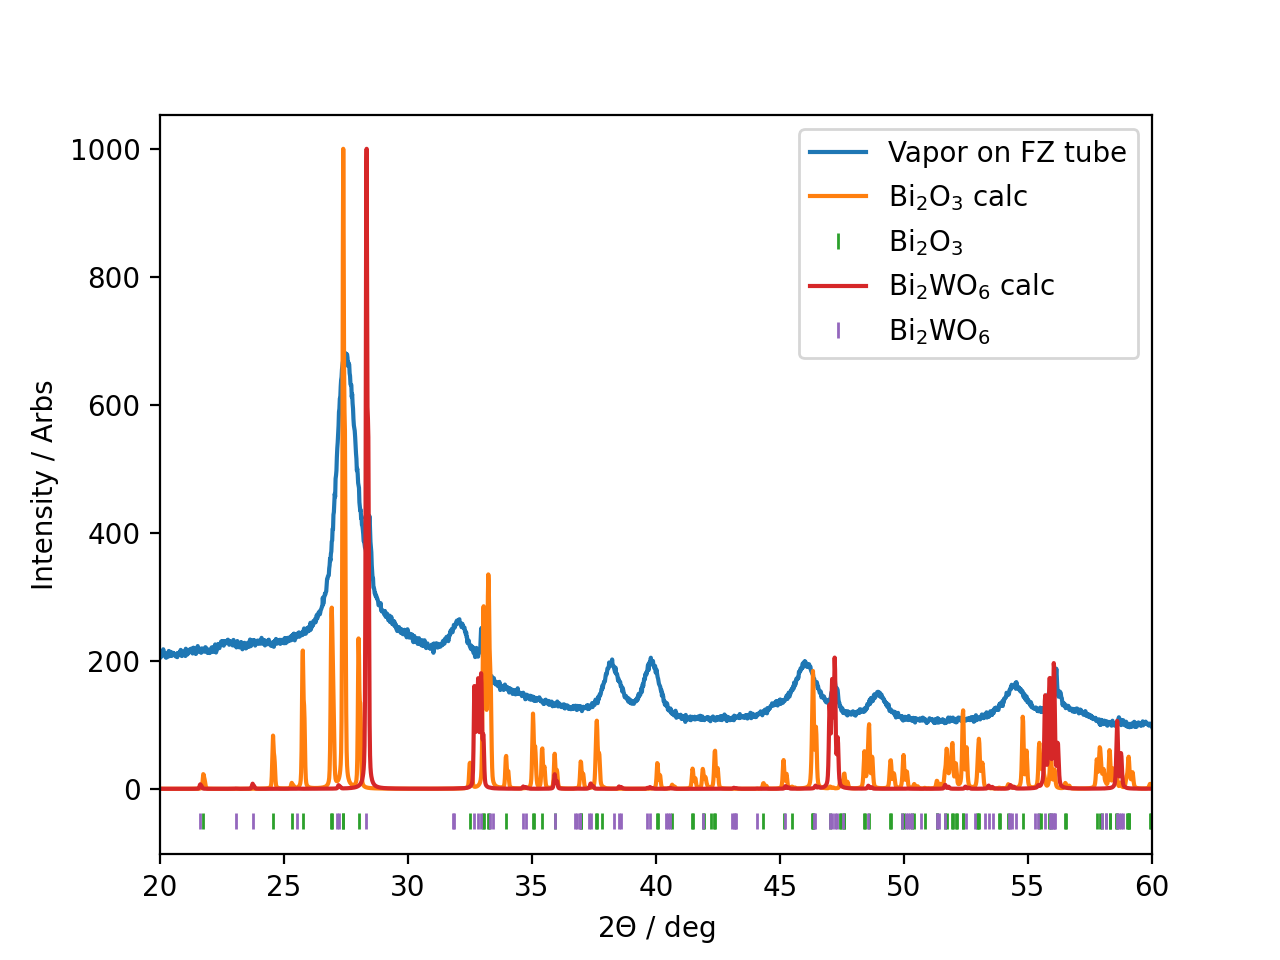 Vapor on FZ tube
Bi₂O₃ calc
Bi₂O₃
Bi₂WO₆ calc
Bi₂WO₆
Intensity / Arbs
1000
800
600
400
200
0
20 25 30 35 40 45 50 55 60
2Θ / deg